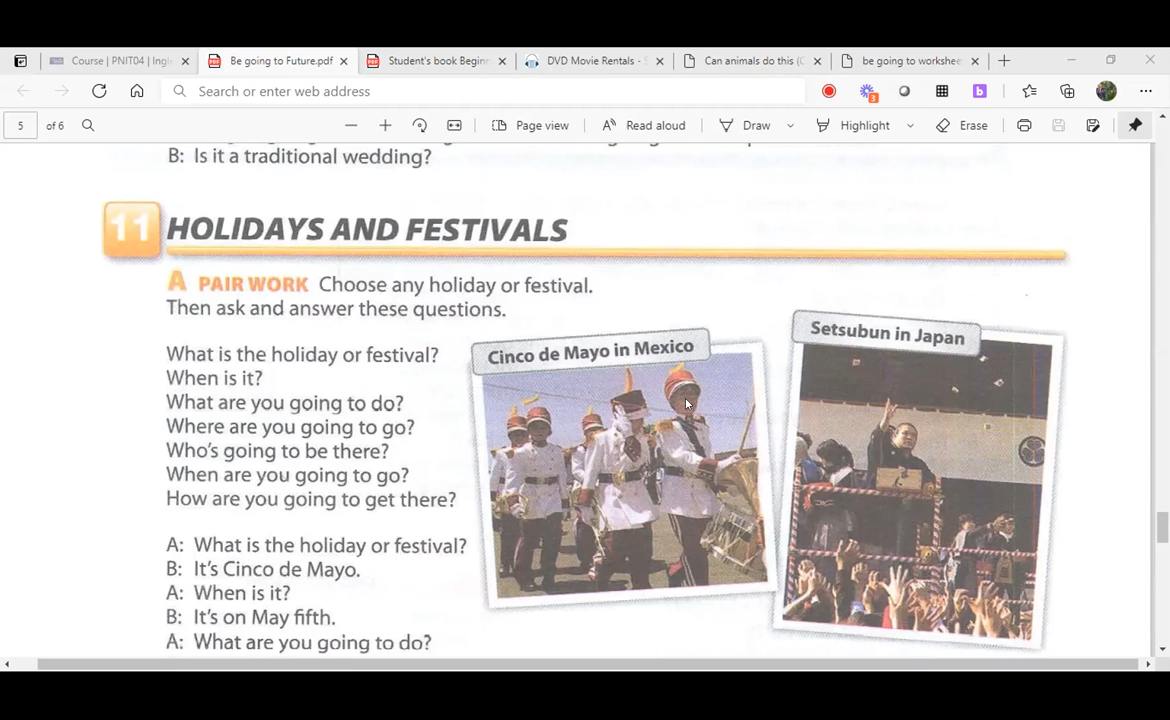 Course | PNIT04 | Ingl
Be going to Future.pdf
Student's book Beginn
DVD Movie Rentals - S
Can animals do this (C
be going to workshee
Search or enter web address
3
5 of 6
Page view
Read aloud
Draw
Highlight
Erase
B: Is it a traditional wedding?
11 HOLIDAYS AND FESTIVALS
A PAIR WORK Choose any holiday or festival.
Then ask and answer these questions.
What is the holiday or festival?
When is it?
What are you going to do?
Where are you going to go?
Who's going to be there?
When are you going to go?
How are you going to get there?
A: What is the holiday or festival?
B: It's Cinco de Mayo.
A: When is it?
B: It's on May fifth.
A: What are you going to do?
Cinco de Mayo in Mexico
Setsubun in Japan